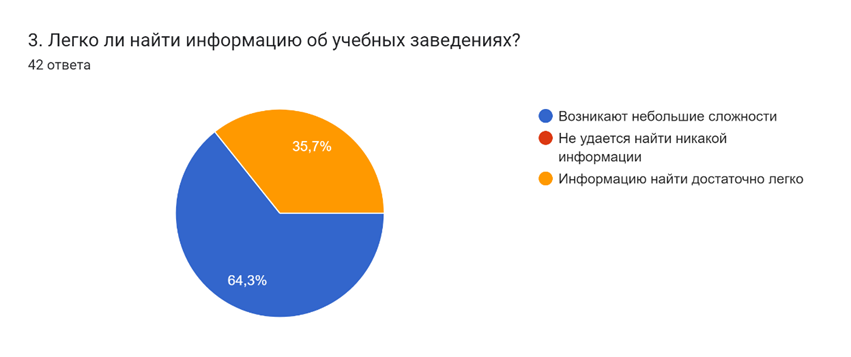 3. Легко ли найти информацию об учебных заведениях?
42 ответа
35,7%
64,3%
Возникают небольшие сложности
Не удается найти никакой
информации
Информацию найти достаточно легко